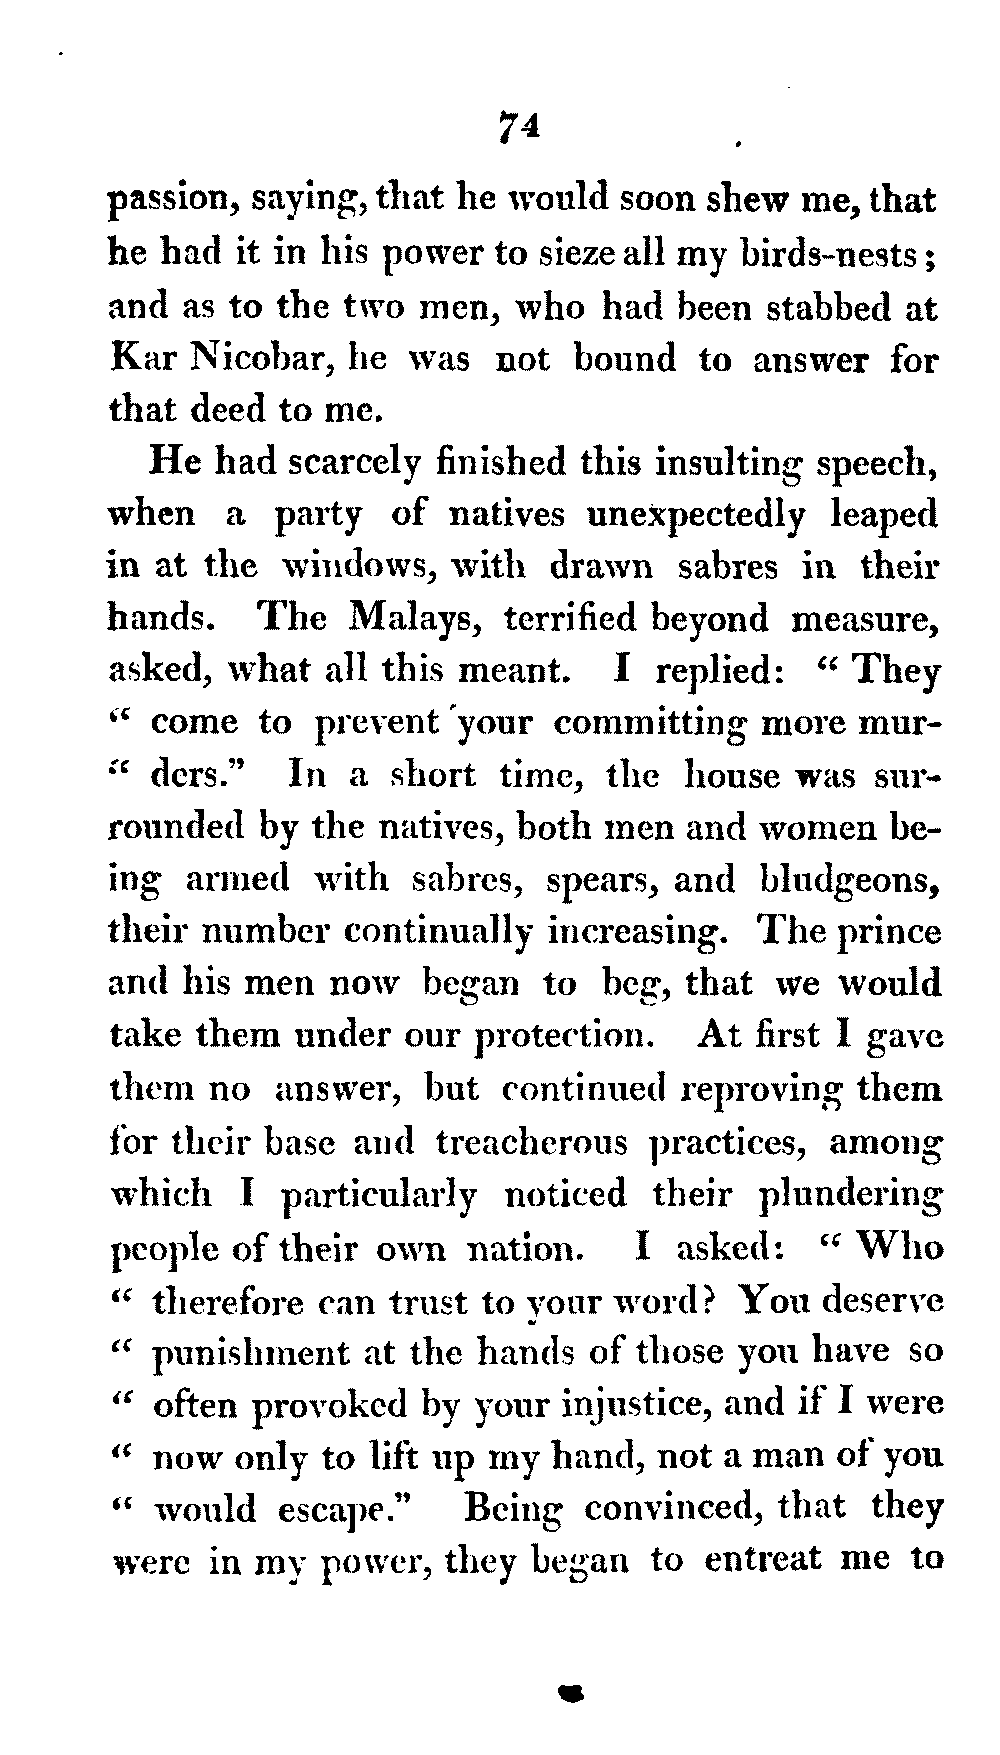 74
passion, saying, that he would soon shew me, that
he had it in his power to sieze all my birds-nests;
and as to the two men, who had been stabbed at
Kar Nicobar, he was not bound to answer for
that deed to me.
He had scarcely finished this insulting speech,
when a party of natives unexpectedly leaped
in at the windows, with drawn sabres in their
hands. The Malays, terrified beyond measure,
asked, what all this meant. I replied: “ They
“ come to prevent your committing more mur-
“ ders.” In a short time, the house was sur-
rounded by the natives, both men and women be-
ing armed with sabres, spears, and bludgeons,
their number continually increasing. The prince
and his men now began to beg, that we would
take them under our protection. At first I gave
them no answer, but continued reproving them
for their base and treacherous practices, among
which I particularly noticed their plundering
people of their own nation. I asked: “ Who
“ therefore can trust to your word? You deserve
“ punishment at the hands of those you have so
“ often provoked by your injustice, and if I were
“ now only to lift up my hand, not a man of you
“ would escape.” Being convinced, that they
were in my power, they began to entreat me to